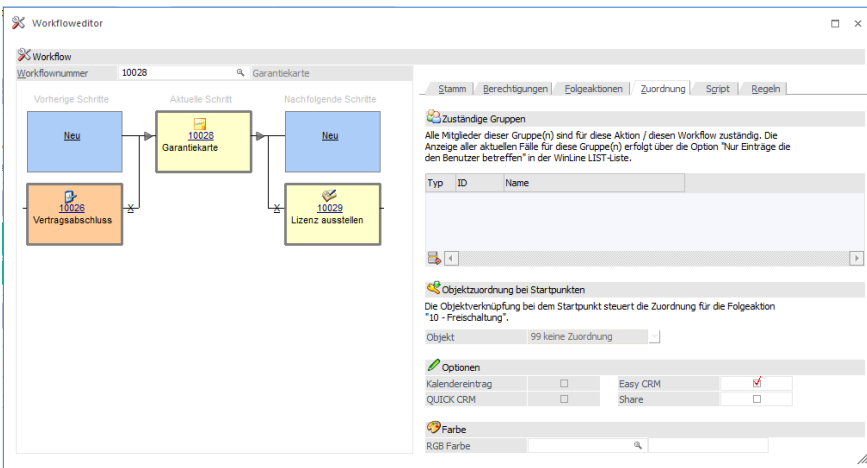 Workfloweditor
Workflow
Workflownummer 10028 Garantiekarte
Vorherige Schritte Aktuelle Schritt Nachfolgende Schritte
Neu
10028
Garantiekarte
Neu
10026
Vertragsabschluss
X
X
10029
Lizenz ausstellen
Stamm Berechtigungen Folgeaktionen Zuordnung Script Regeln
Zuständige Gruppen
Alle Mitglieder dieser Gruppe(n) sind für diese Aktion / diesen Workflow zuständig. Die
Anzeige aller aktuellen Fälle für diese Gruppe(n) erfolgt über die Option "Nur Einträge die
den Benutzer betreffen" in der WinLine LIST-Liste.
Typ ID Name
Objektzuordnung bei Startpunkten
Die Objektverknüpfung bei dem Startpunkt steuert die Zuordnung für die Folgeaktion
"10 - Freischaltung".
Objekt 99 keine Zuordnung
Optionen
Kalendereintrag Easy CRM
QUICK CRM Share
Farbe
RGB Farbe